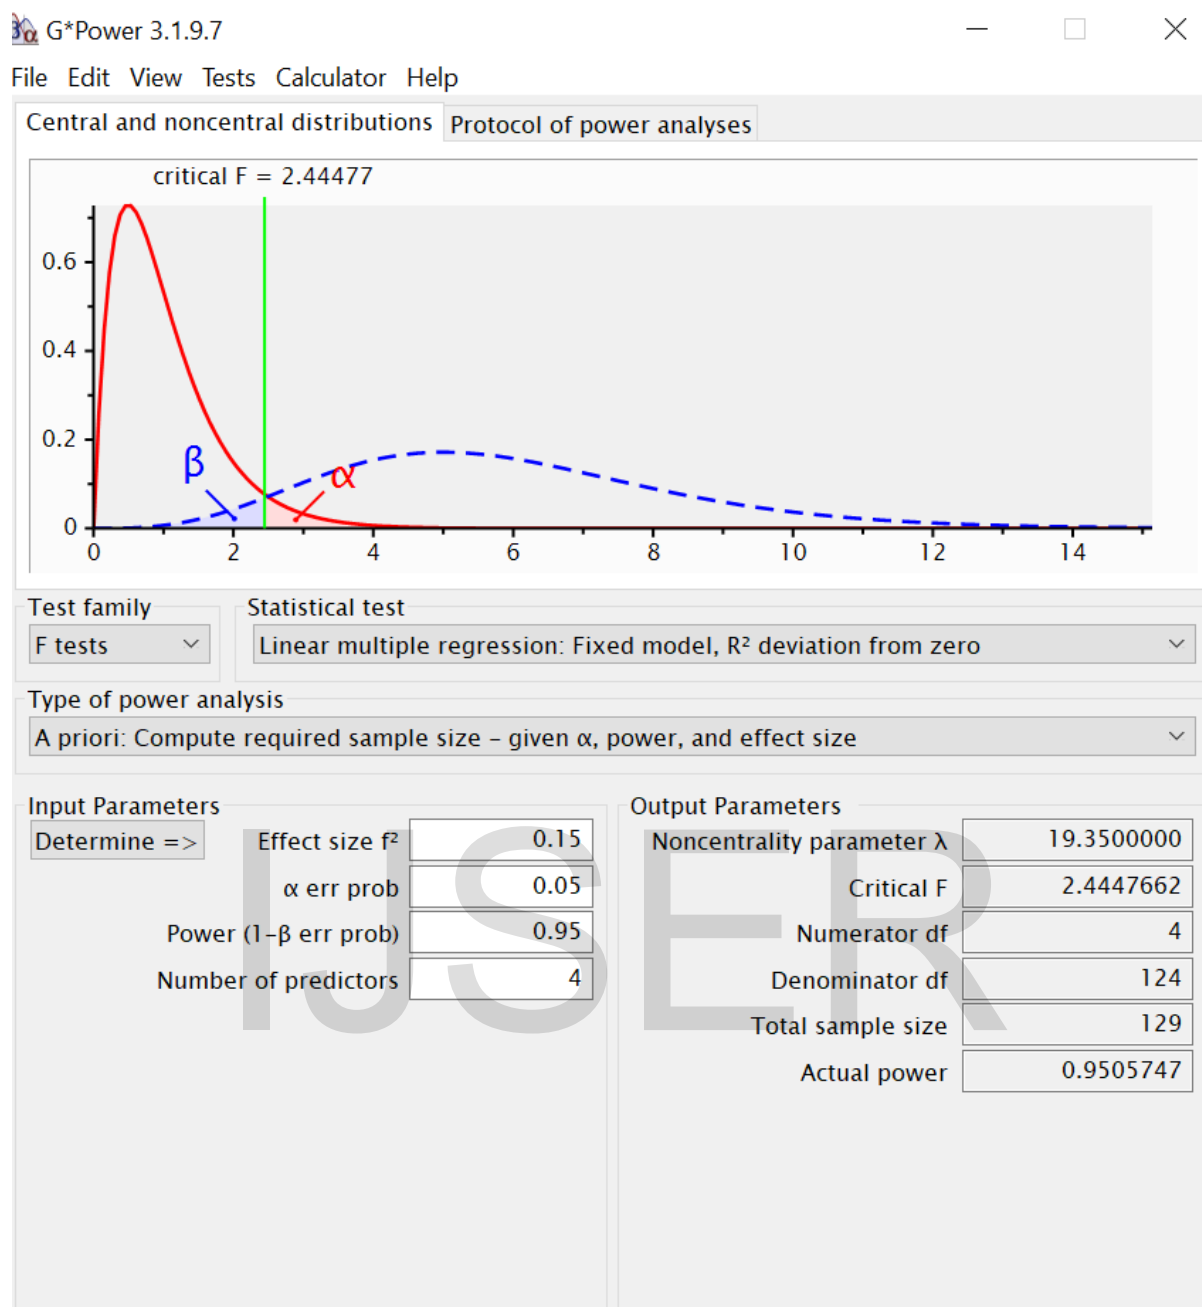 G*Power 3.1.9.7
File Edit View Tests Calculator Help
Central and noncentral distributions Protocol of power analyses
critical F = 2.44477
0.6
0.4
0.2
0
β
α
0 2 4 6 8 10 12 14
Test family
Statistical test
F tests
Linear multiple regression: Fixed model, R² deviation from zero
Type of power analysis
A priori: Compute required sample size – given α, power, and effect size
Input Parameters
Determine =>
Effect size f² 0.15
α err prob 0.05
Power (1–β err prob) 0.95
Number of predictors 4
Output Parameters
Noncentrality parameter λ 19.3500000
Critical F 2.4447662
Numerator df 4
Denominator df 124
Total sample size 129
Actual power 0.9505747
IJSER